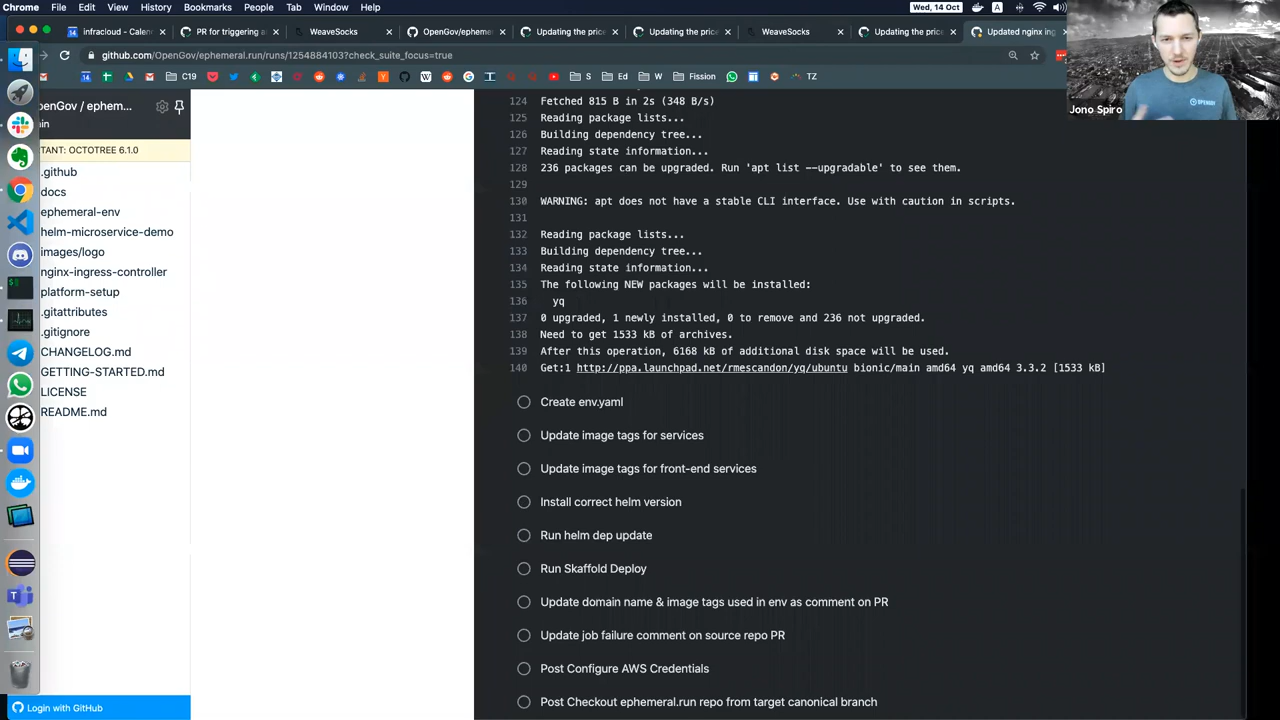 Chrome File Edit View History Bookmarks People Tab Window Help
Wed, 14 Oct
infracloud - Calen
PR for triggering a
WeaveSocks
OpenGov/ephem
Updating the price
Updating the price
WeaveSocks
Updating the price
Updated nginx ing
github.com/OpenGov/ephemeral.run/runs/1254884103?check_suite_focus=true
C19
S
Ed
W
Fission
TZ
Jono Spiro
OPENGOV
penGov / ephem...
in
TANT: OCTOTREE 6.1.0
.github
docs
ephemeral-env
helm-microservice-demo
images/logo
nginx-ingress-controller
platform-setup
.gitattributes
.gitignore
CHANGELOG.md
GETTING-STARTED.md
LICENSE
README.md
Login with GitHub
124 Fetched 815 B in 2s (348 B/s)
125 Reading package lists...
126 Building dependency tree...
127 Reading state information...
128 236 packages can be upgraded. Run 'apt list --upgradable' to see them.
129
130 WARNING: apt does not have a stable CLI interface. Use with caution in scripts.
131
132 Reading package lists...
133 Building dependency tree...
134 Reading state information...
135 The following NEW packages will be installed:
136 yq
137 0 upgraded, 1 newly installed, 0 to remove and 236 not upgraded.
138 Need to get 1533 kB of archives.
139 After this operation, 6168 kB of additional disk space will be used.
140 Get:1 http://ppa.launchpad.net/rmescandon/yq/ubuntu bionic/main amd64 yq amd64 3.3.2 [1533 kB]
Create env.yaml
Update image tags for services
Update image tags for front-end services
Install correct helm version
Run helm dep update
Run Skaffold Deploy
Update domain name & image tags used in env as comment on PR
Update job failure comment on source repo PR
Post Configure AWS Credentials
Post Checkout ephemeral.run repo from target canonical branch